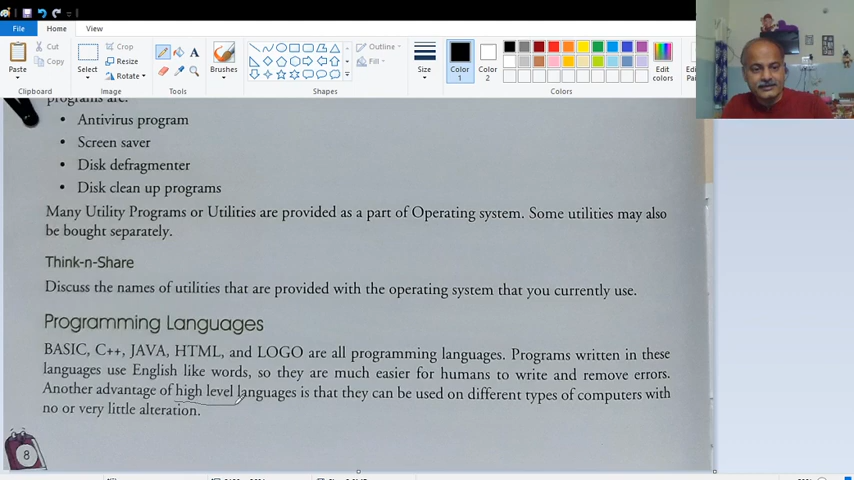 File
Home
View
Cut
Copy
Paste
Clipboard
Crop
Resize
Rotate
Select
Image
A
Tools
Brushes
Outline
Fill
Shapes
Size
Color
1
Color
2
Edit
colors
Edi
Pain
Colors
programs are:
• Antivirus program
• Screen saver
• Disk defragmenter
• Disk clean up programs
Many Utility Programs or Utilities are provided as a part of Operating system. Some utilities may also
be bought separately.
Think-n-Share
Discuss the names of utilities that are provided with the operating system that you currently use.
Programming Languages
BASIC, C++, JAVA, HTML, and LOGO are all programming languages. Programs written in these
languages use English like words, so they are much easier for humans to write and remove errors.
Another advantage of high level languages is that they can be used on different types of computers with
no or very little alteration.
8